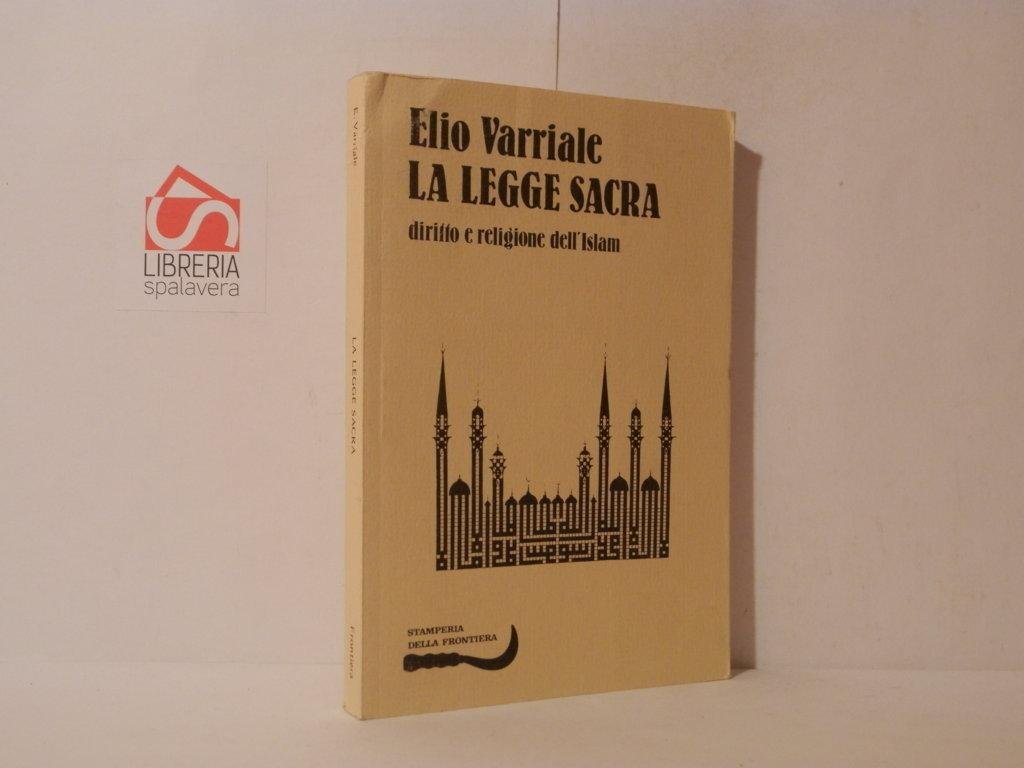 LIBRERIA
spalavera
E. Varriale
LA LEGGE SACRA
Frontiera
Elio Varriale
LA LEGGE SACRA
diritto e religione dell'Islam
STAMPERIA
DELLA FRONTIERA